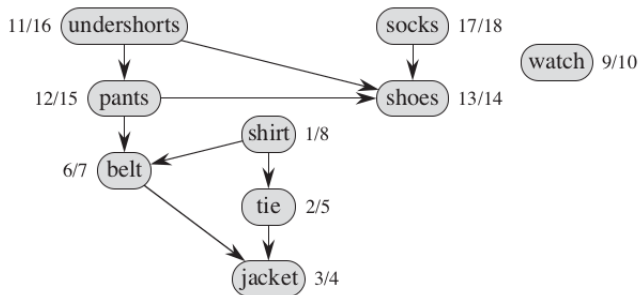 11/16 undershorts socks 17/18
watch 9/10
12/15 pants shoes 13/14
shirt 1/8
6/7 belt
tie 2/5
jacket 3/4